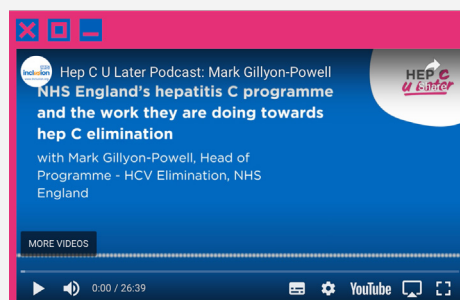 Inclusion
Hep C U Later Podcast: Mark Gillyon-Powell
HEP C
U later
Share
NHS England's hepatitis C programme
and the work they are doing towards
hep C elimination
with Mark Gillyon-Powell, Head of
Programme - HCV Elimination, NHS
England
MORE VIDEOS
0:00 / 26:39
YouTube